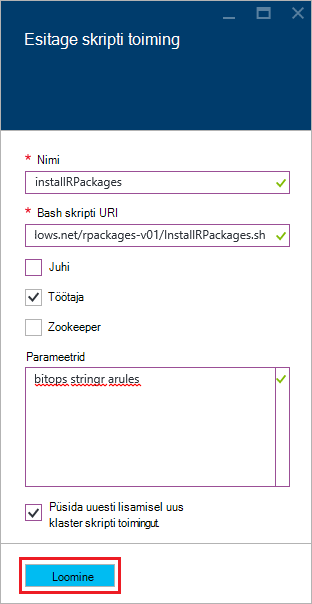 Esitage skripti toiming
* Nimi
installRPackages
* Bash skripti URI
lows.net/rpackages-v01/InstallRPackages.sh
Juhi
Töötaja
Zookeeper
Parameetrid
bitops stringr arules
Püsida uuesti lisamisel uus
klaster skripti toimingut.
Loomine